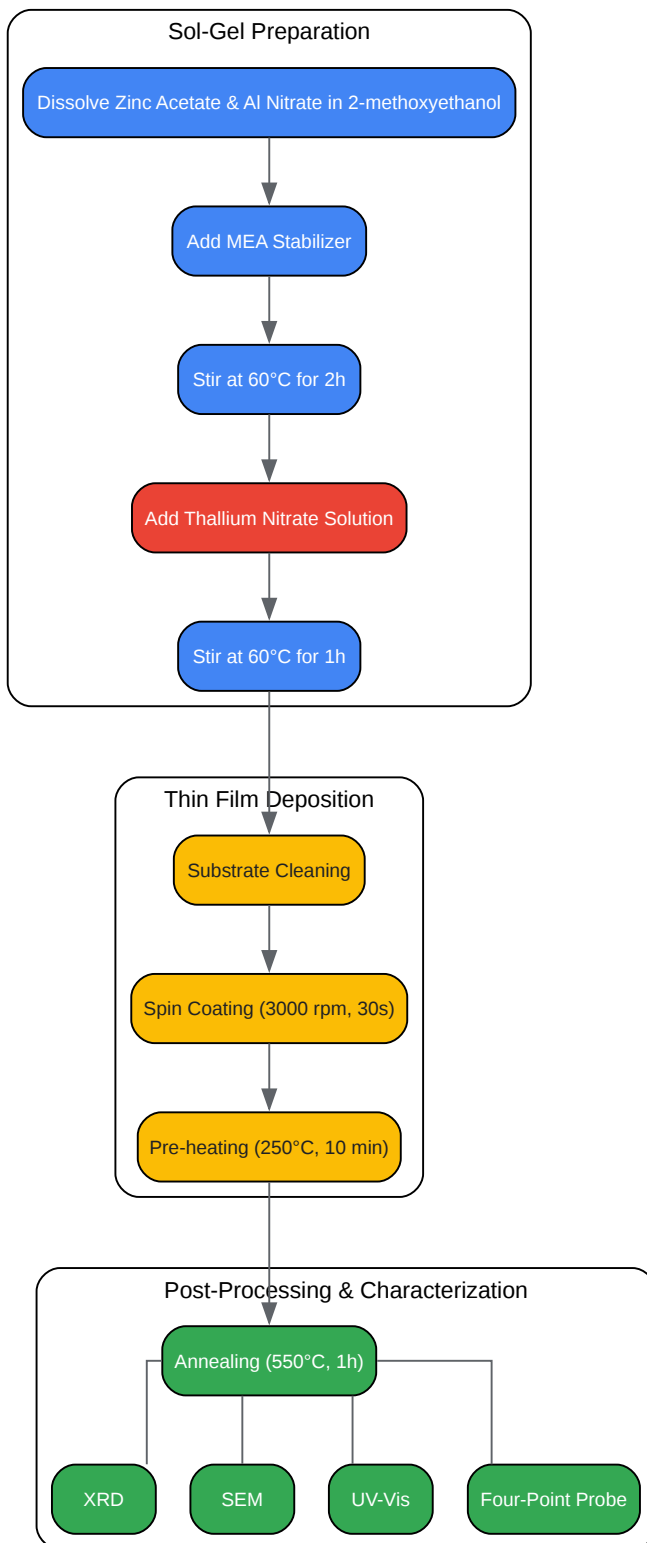 Sol-Gel Preparation
Dissolve Zinc Acetate & Al Nitrate in 2-methoxyethanol
Add MEA Stabilizer
Stir at 60°C for 2h
Add Thallium Nitrate Solution
Stir at 60°C for 1h
Thin Film Deposition
Substrate Cleaning
Spin Coating (3000 rpm, 30s)
Pre-heating (250°C, 10 min)
Post-Processing & Characterization
Annealing (550°C, 1h)
XRD
SEM
UV-Vis
Four-Point Probe